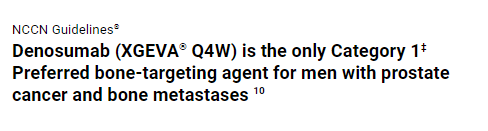 NCCN Guidelines®
Denosumab (XGEVA® Q4W) is the only Category 1‡
Preferred bone-targeting agent for men with prostate
cancer and bone metastases ¹⁰